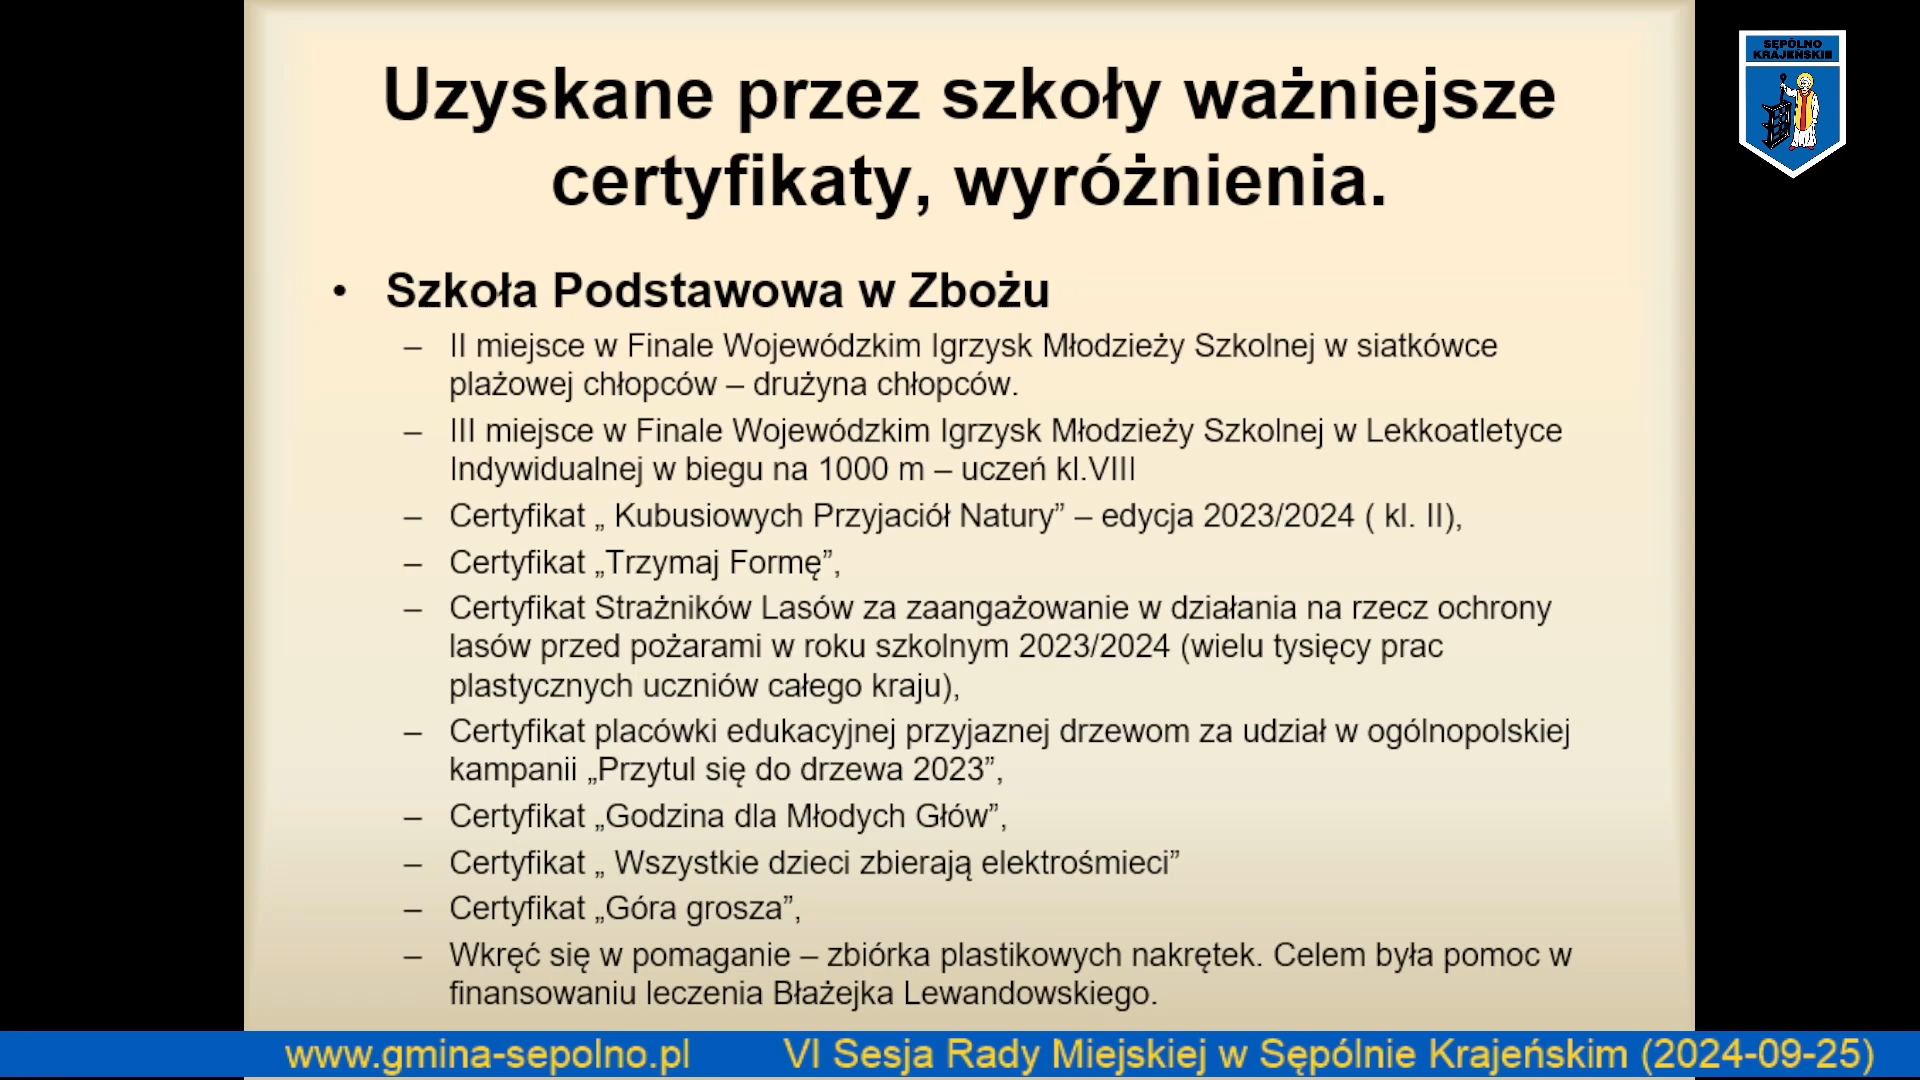 SĘPÓLNO
KRAJEŃSKIE
Uzyskane przez szkoły ważniejsze
certyfikaty, wyróżnienia.
• Szkoła Podstawowa w Zbożu
– II miejsce w Finale Wojewódzkim Igrzysk Młodzieży Szkolnej w siatkówce
plażowej chłopców – drużyna chłopców.
– III miejsce w Finale Wojewódzkim Igrzysk Młodzieży Szkolnej w Lekkoatletyce
Indywidualnej w biegu na 1000 m – uczeń kl.VIII
– Certyfikat „ Kubusiowych Przyjaciół Natury” – edycja 2023/2024 ( kl. II),
– Certyfikat „Trzymaj Formę”,
– Certyfikat Strażników Lasów za zaangażowanie w działania na rzecz ochrony
lasów przed pożarami w roku szkolnym 2023/2024 (wielu tysięcy prac
plastycznych uczniów całego kraju),
– Certyfikat placówki edukacyjnej przyjaznej drzewom za udział w ogólnopolskiej
kampanii „Przytul się do drzewa 2023”,
– Certyfikat „Godzina dla Młodych Głów”,
– Certyfikat „ Wszystkie dzieci zbierają elektrośmieci”
– Certyfikat „Góra grosza”,
– Wkręć się w pomaganie – zbiórka plastikowych nakrętek. Celem była pomoc w
finansowaniu leczenia Błażejka Lewandowskiego.
www.gmina-sepolno.pl VI Sesja Rady Miejskiej w Sępólnie Krajeńskim (2024-09-25)